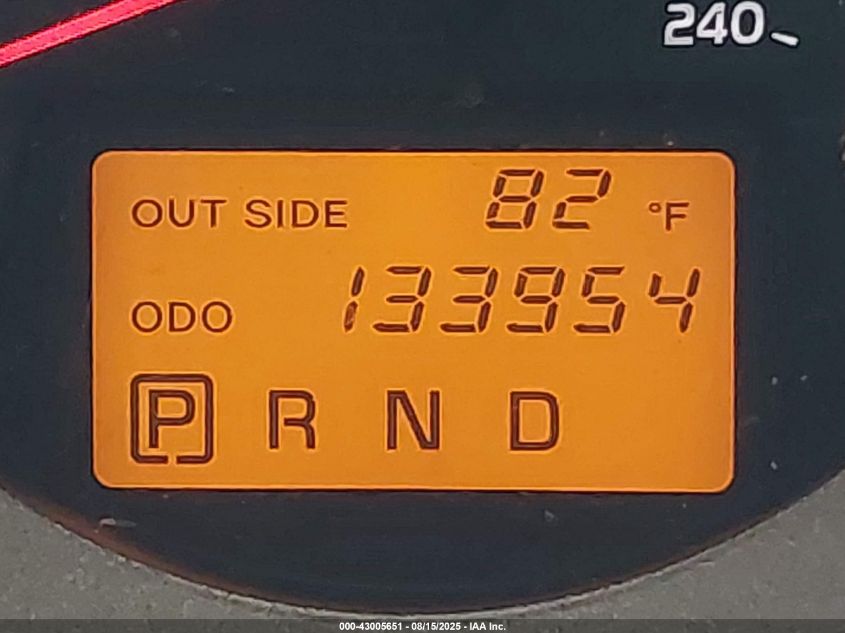 240
OUT SIDE 82 °F
ODO 133954
P R N D
000-43005651 - 08/15/2025 - IAA Inc.